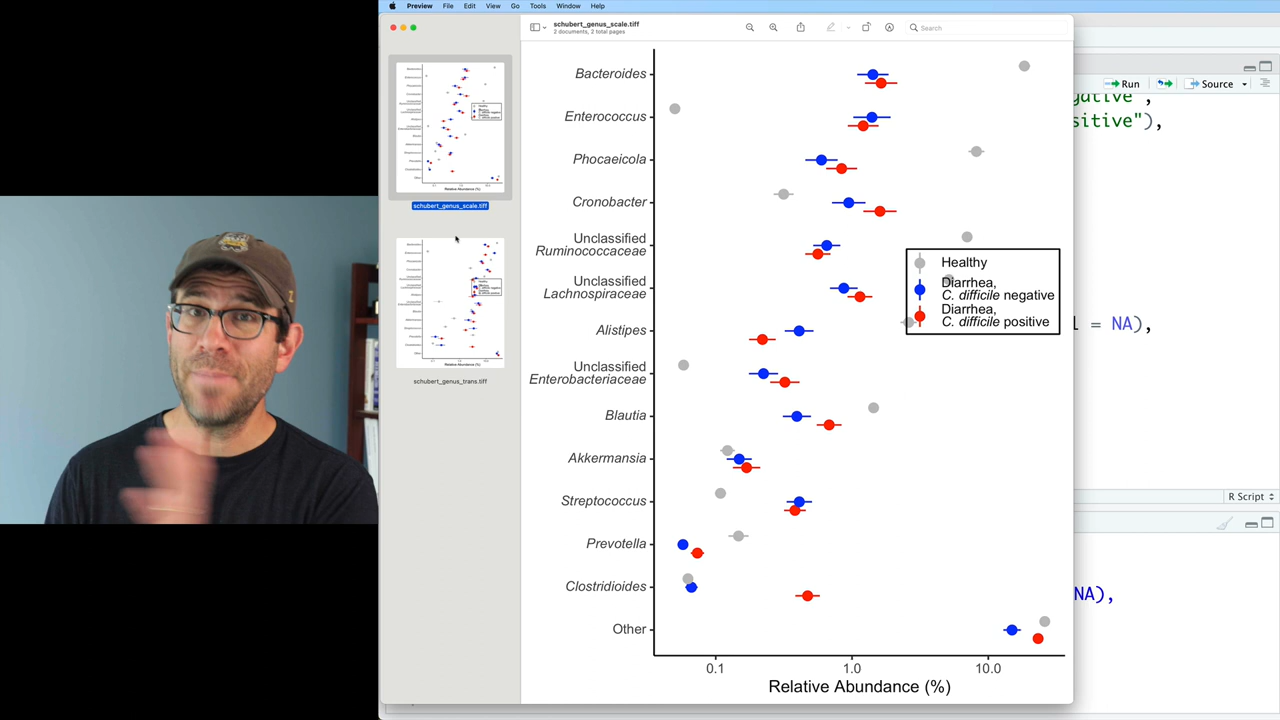 Preview File Edit View Go Tools Window Help
schubert_genus_scale.tiff
2 documents, 2 total pages
Search
schubert_genus_scale.tiff
schubert_genus_trans.tiff
Bacteroides
Enterococcus
Phocaeicola
Cronobacter
Unclassified
Ruminococcaceae
Unclassified
Lachnospiraceae
Alistipes
Unclassified
Enterobacteriaceae
Blautia
Akkermansia
Streptococcus
Prevotella
Clostridioides
Other
Healthy
Diarrhea,
C. difficile negative
Diarrhea,
C. difficile positive
0.1 1.0 10.0
Relative Abundance (%)
Run Source
gative",
sitive"),
l = NA),
R Script
NA),